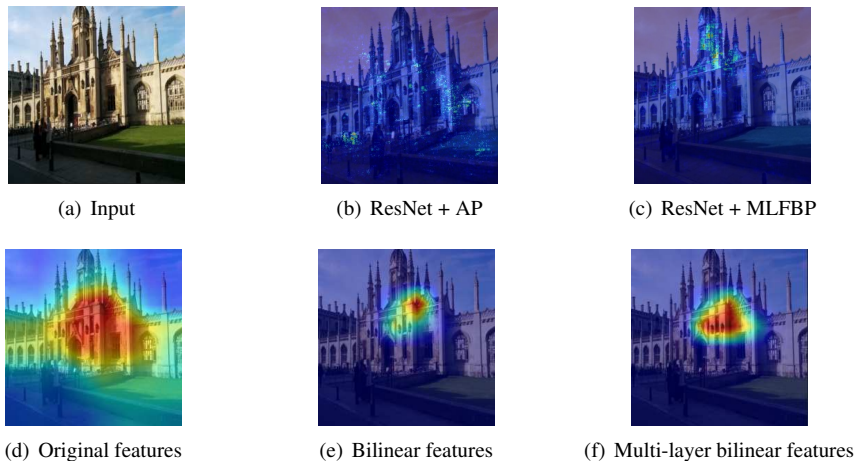 (a) Input
(b) ResNet + AP
(c) ResNet + MLFBP
(d) Original features
(e) Bilinear features
(f) Multi-layer bilinear features